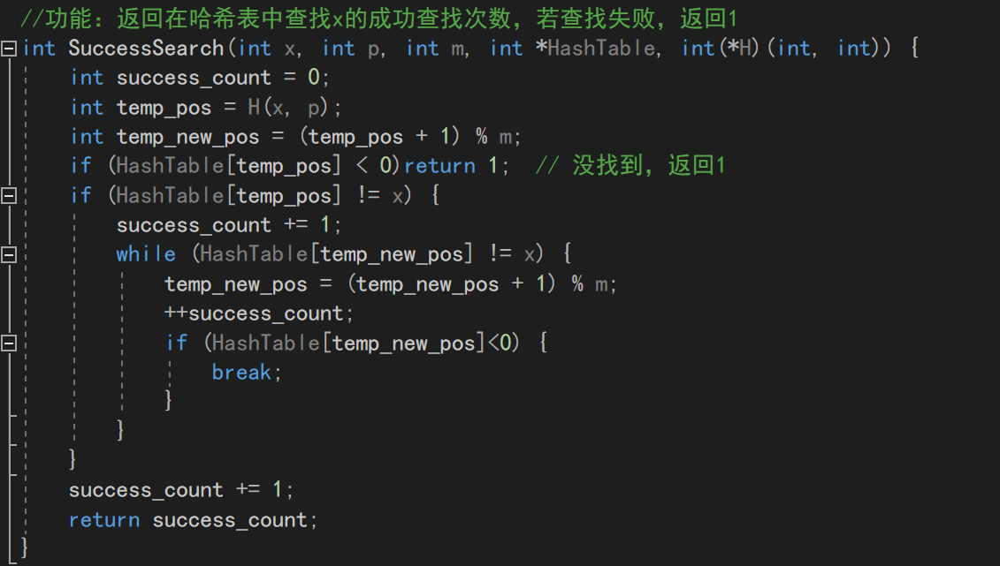 //功能：返回在哈希表中查找x的成功查找次数，若查找失败，返回1
int SuccessSearch(int x, int p, int m, int *HashTable, int(*H)(int, int)) {
int success_count = 0;
int temp_pos = H(x, p);
int temp_new_pos = (temp_pos + 1) % m;
if (HashTable[temp_pos] < 0)return 1;  // 没找到，返回1
if (HashTable[temp_pos] != x) {
success_count += 1;
while (HashTable[temp_new_pos] != x) {
temp_new_pos = (temp_new_pos + 1) % m;
++success_count;
if (HashTable[temp_new_pos]<0) {
break;
}
}
}
success_count += 1;
return success_count;
}